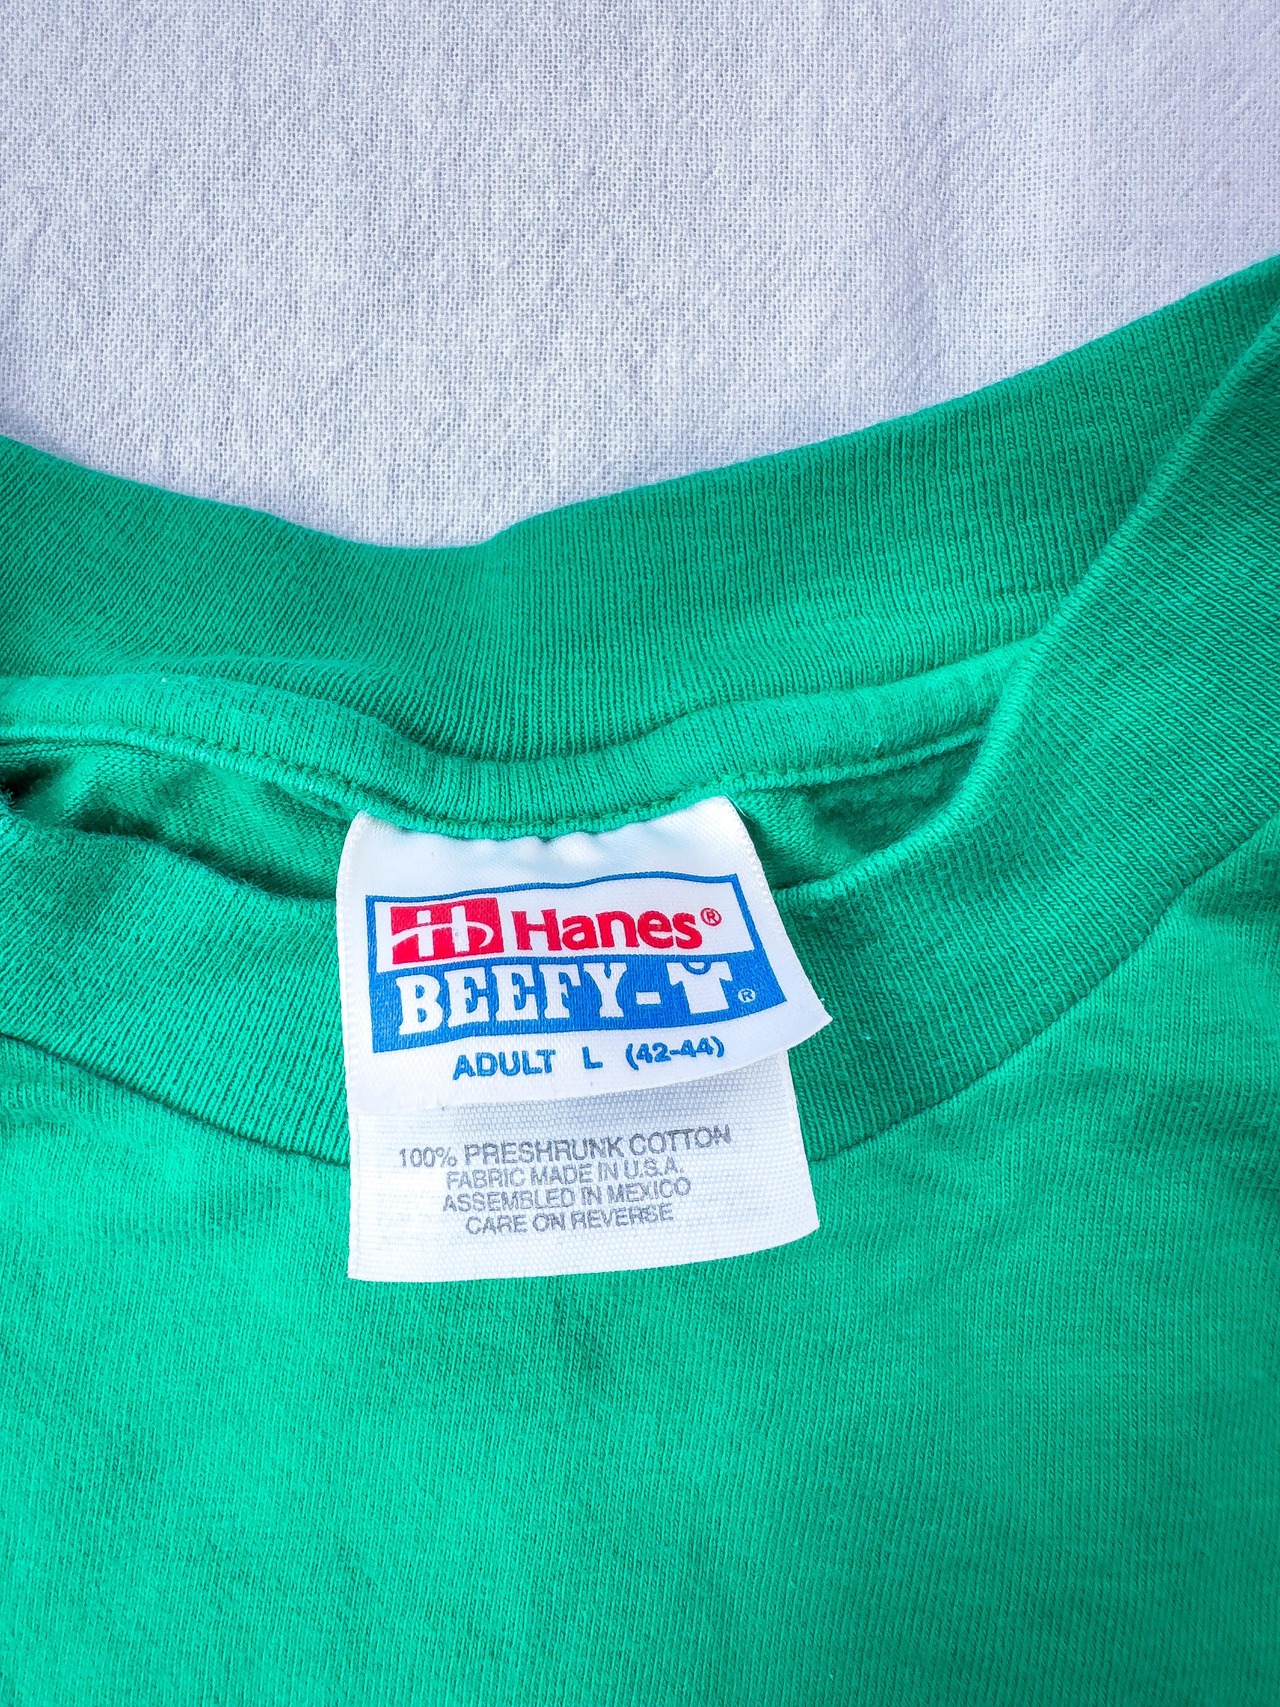 Hanes®
BEEFY-T®
ADULT L (42-44)
100% PRESHRUNK COTTON
FABRIC MADE IN U.S.A.
ASSEMBLED IN MEXICO
CARE ON REVERSE